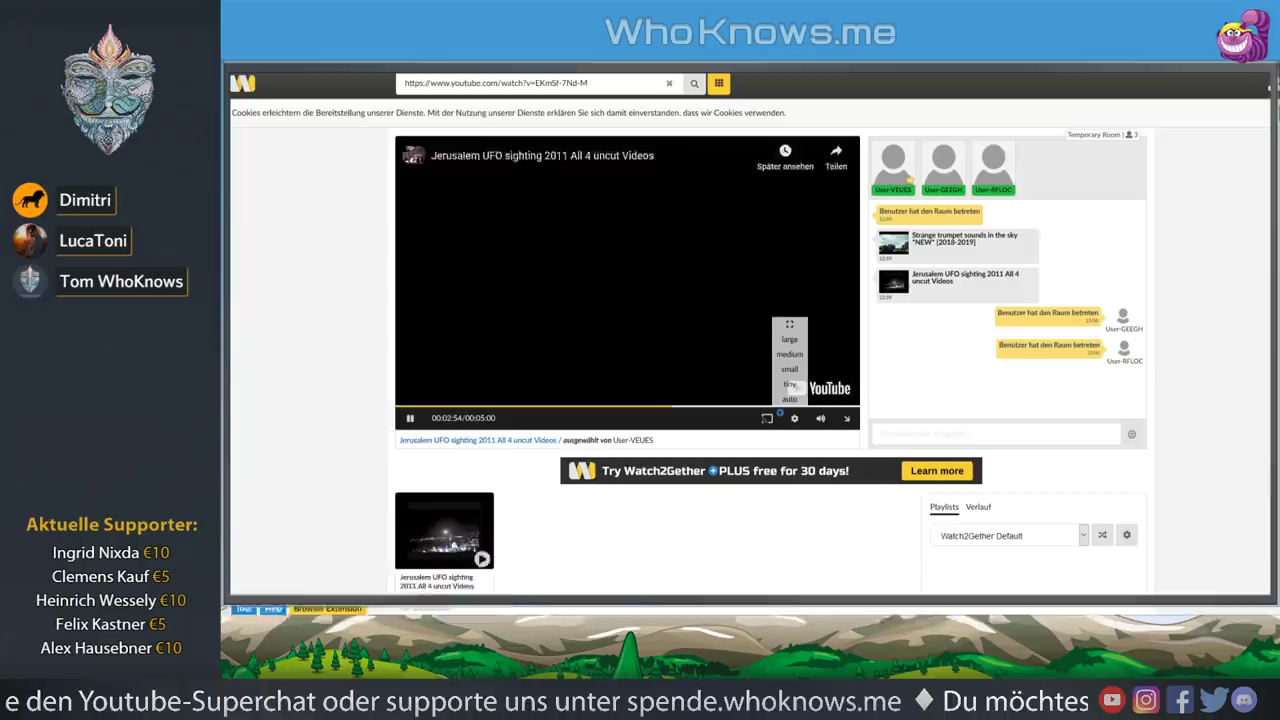 WhoKnows.me
Dimitri
LucaToni
Tom WhoKnows
Aktuelle Supporter:
Ingrid Nixda €10
Clemens Kauf €5
Heinrich Wessely €10
Felix Kastner €5
Alex Hausebner €10
https://www.youtube.com/watch?v=EKmSf-7Nd-M
Cookies erleichtern die Bereitstellung unserer Dienste. Mit der Nutzung unserer Dienste erklären Sie sich damit einverstanden, dass wir Cookies verwenden.
Jerusalem UFO sighting 2011 All 4 uncut Videos
Später ansehen
Teilen
large
medium
small
tiny
auto
YouTube
00:02:54/00:05:00
Jerusalem UFO sighting 2011 All 4 uncut Videos / ausgewählt von User-VEUES
Temporary Room | 3
User-VEUES
User-GEEGH
User-RFLOC
Benutzer hat den Raum betreten
Strange trumpet sounds in the sky
*NEW* [2018-2019]
Jerusalem UFO sighting 2011 All 4
uncut Videos
Benutzer hat den Raum betreten
User-GEEGH
Benutzer hat den Raum betreten
User-RFLOC
Try Watch2Gether PLUS free for 30 days!
Learn more
Jerusalem UFO sighting
2011 All 4 uncut Videos
Playlists Verlauf
Watch2Gether Default
Browser Extension
e den Youtube-Superchat oder supporte uns unter spende.whoknows.me ♦ Du möchtes